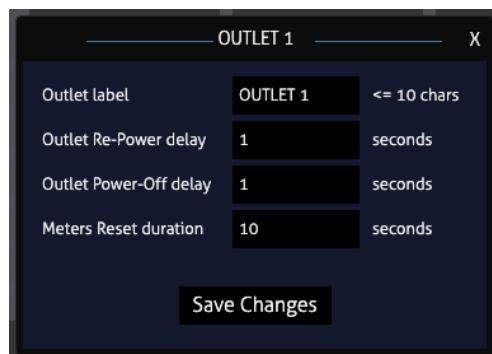 OUTLET 1 X
Outlet label OUTLET 1 <= 10 chars
Outlet Re-Power delay 1 seconds
Outlet Power-Off delay 1 seconds
Meters Reset duration 10 seconds
Save Changes